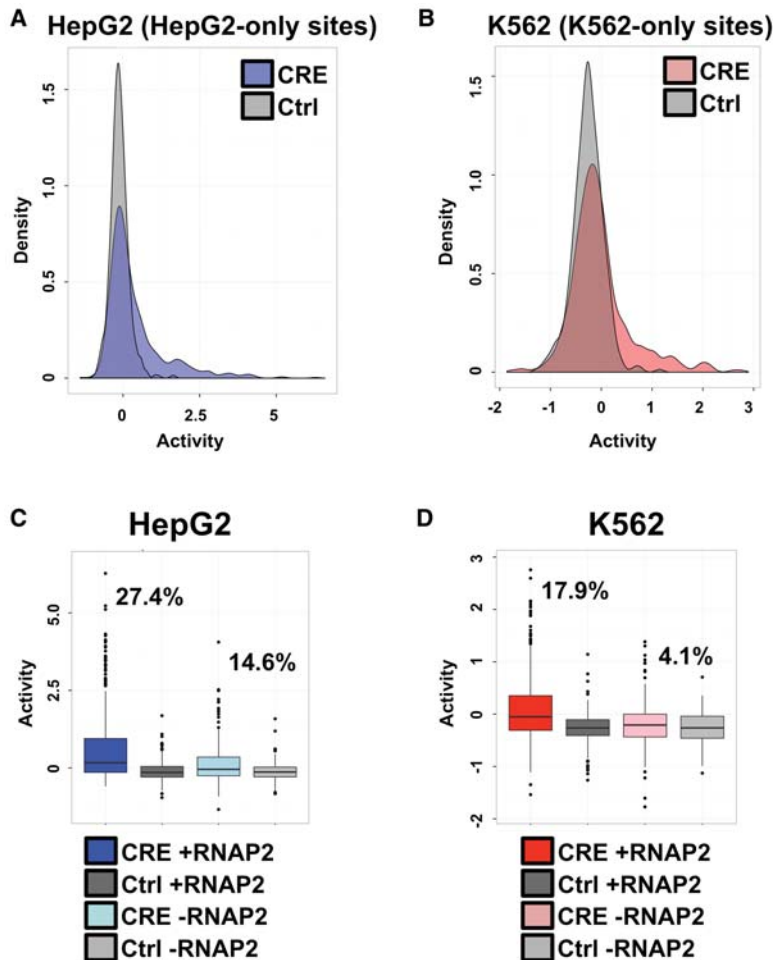 A HepG2 (HepG2-only sites)
CRE
Ctrl
1.5
1.0
0.5
0
Density
0 2.5 5
Activity
B K562 (K562-only sites)
CRE
Ctrl
1.5
1.0
0.5
0
Density
-2 -1 0 1 2 3
Activity
C HepG2
27.4%
14.6%
5.0
2.5
0
Activity
CRE +RNAP2
Ctrl +RNAP2
CRE -RNAP2
Ctrl -RNAP2
D K562
17.9%
4.1%
3
2
1
0
-1
-2
Activity
CRE +RNAP2
Ctrl +RNAP2
CRE -RNAP2
Ctrl -RNAP2